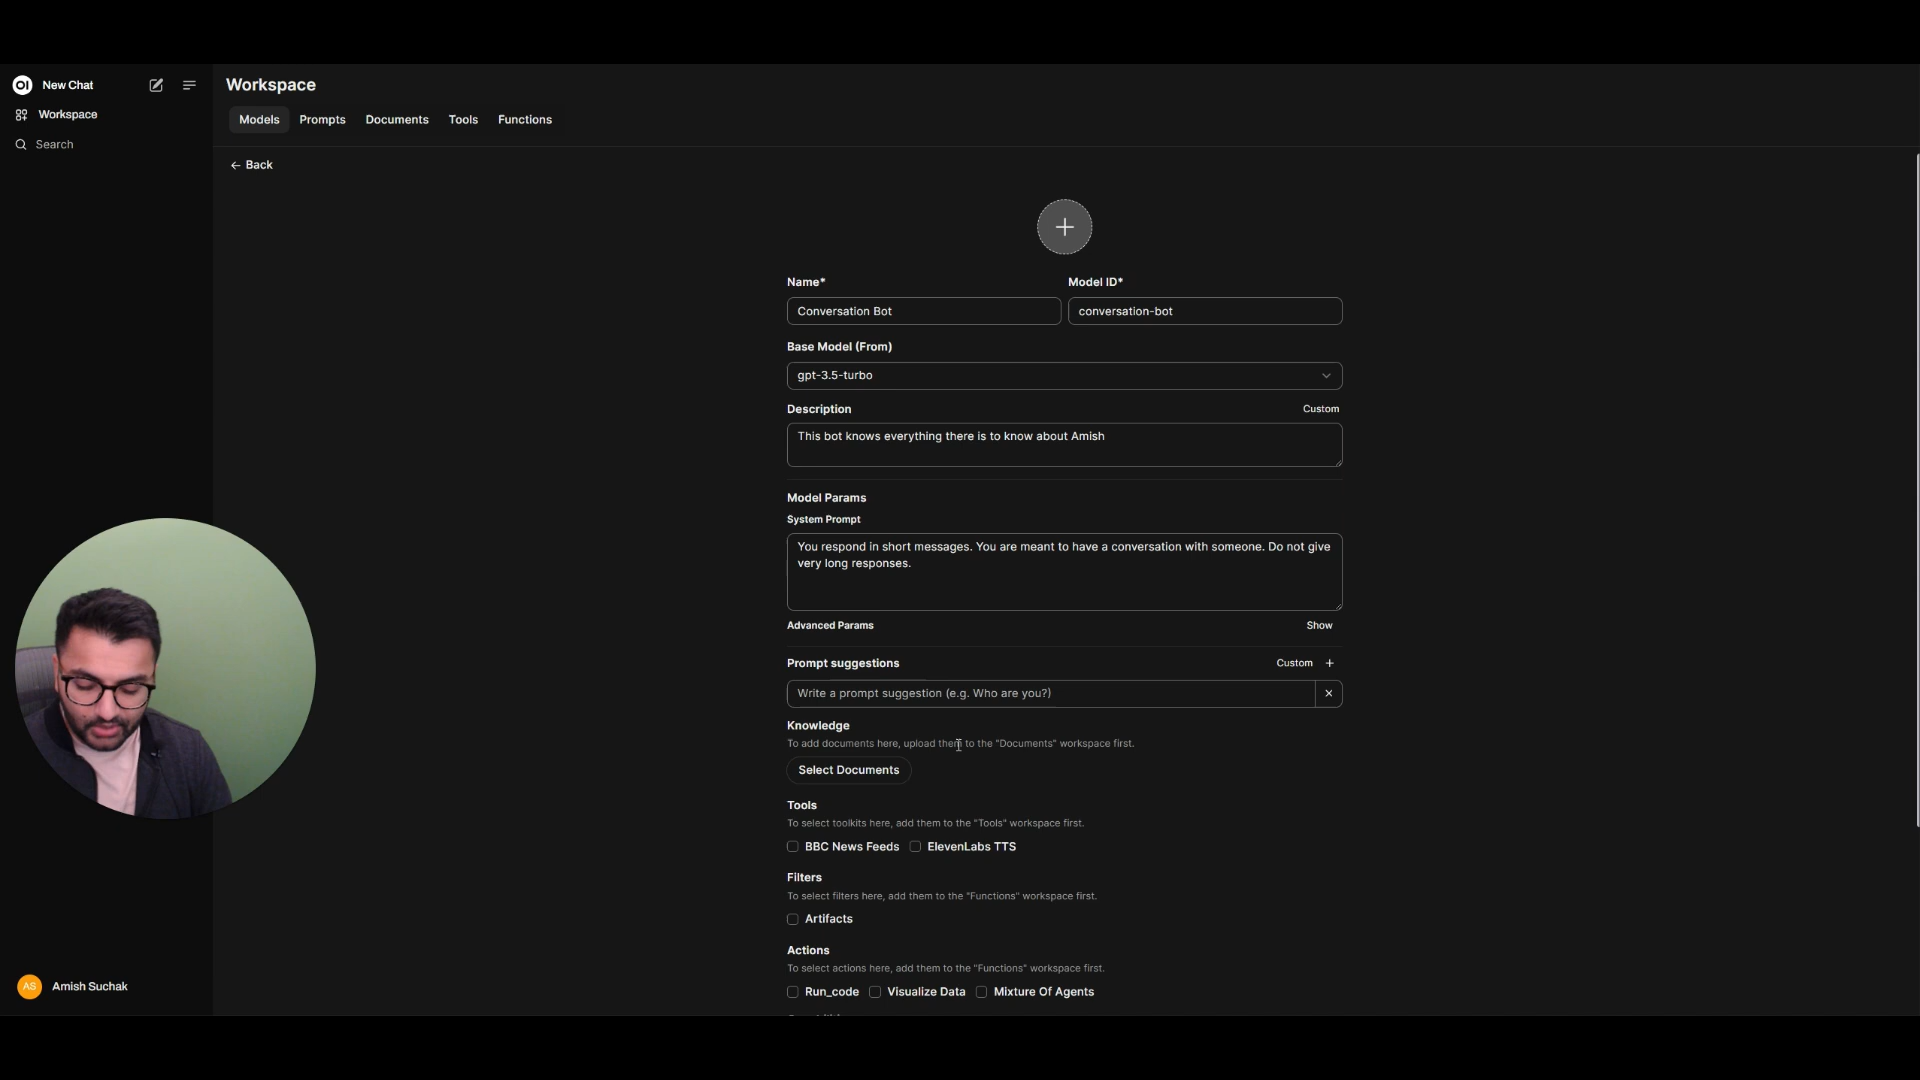 OI New Chat
Workspace
Search
Workspace
Models Prompts Documents Tools Functions
← Back
Name* Model ID*
Conversation Bot conversation-bot
Base Model (From)
gpt-3.5-turbo
Description Custom
This bot knows everything there is to know about Amish
Model Params
System Prompt
You respond in short messages. You are meant to have a conversation with someone. Do not give
very long responses.
Advanced Params Show
Prompt suggestions Custom +
Write a prompt suggestion (e.g. Who are you?)
Knowledge
To add documents here, upload them to the "Documents" workspace first.
Select Documents
Tools
To select toolkits here, add them to the "Tools" workspace first.
BBC News Feeds ElevenLabs TTS
Filters
To select filters here, add them to the "Functions" workspace first.
Artifacts
Actions
To select actions here, add them to the "Functions" workspace first.
Run_code Visualize Data Mixture Of Agents
AS Amish Suchak